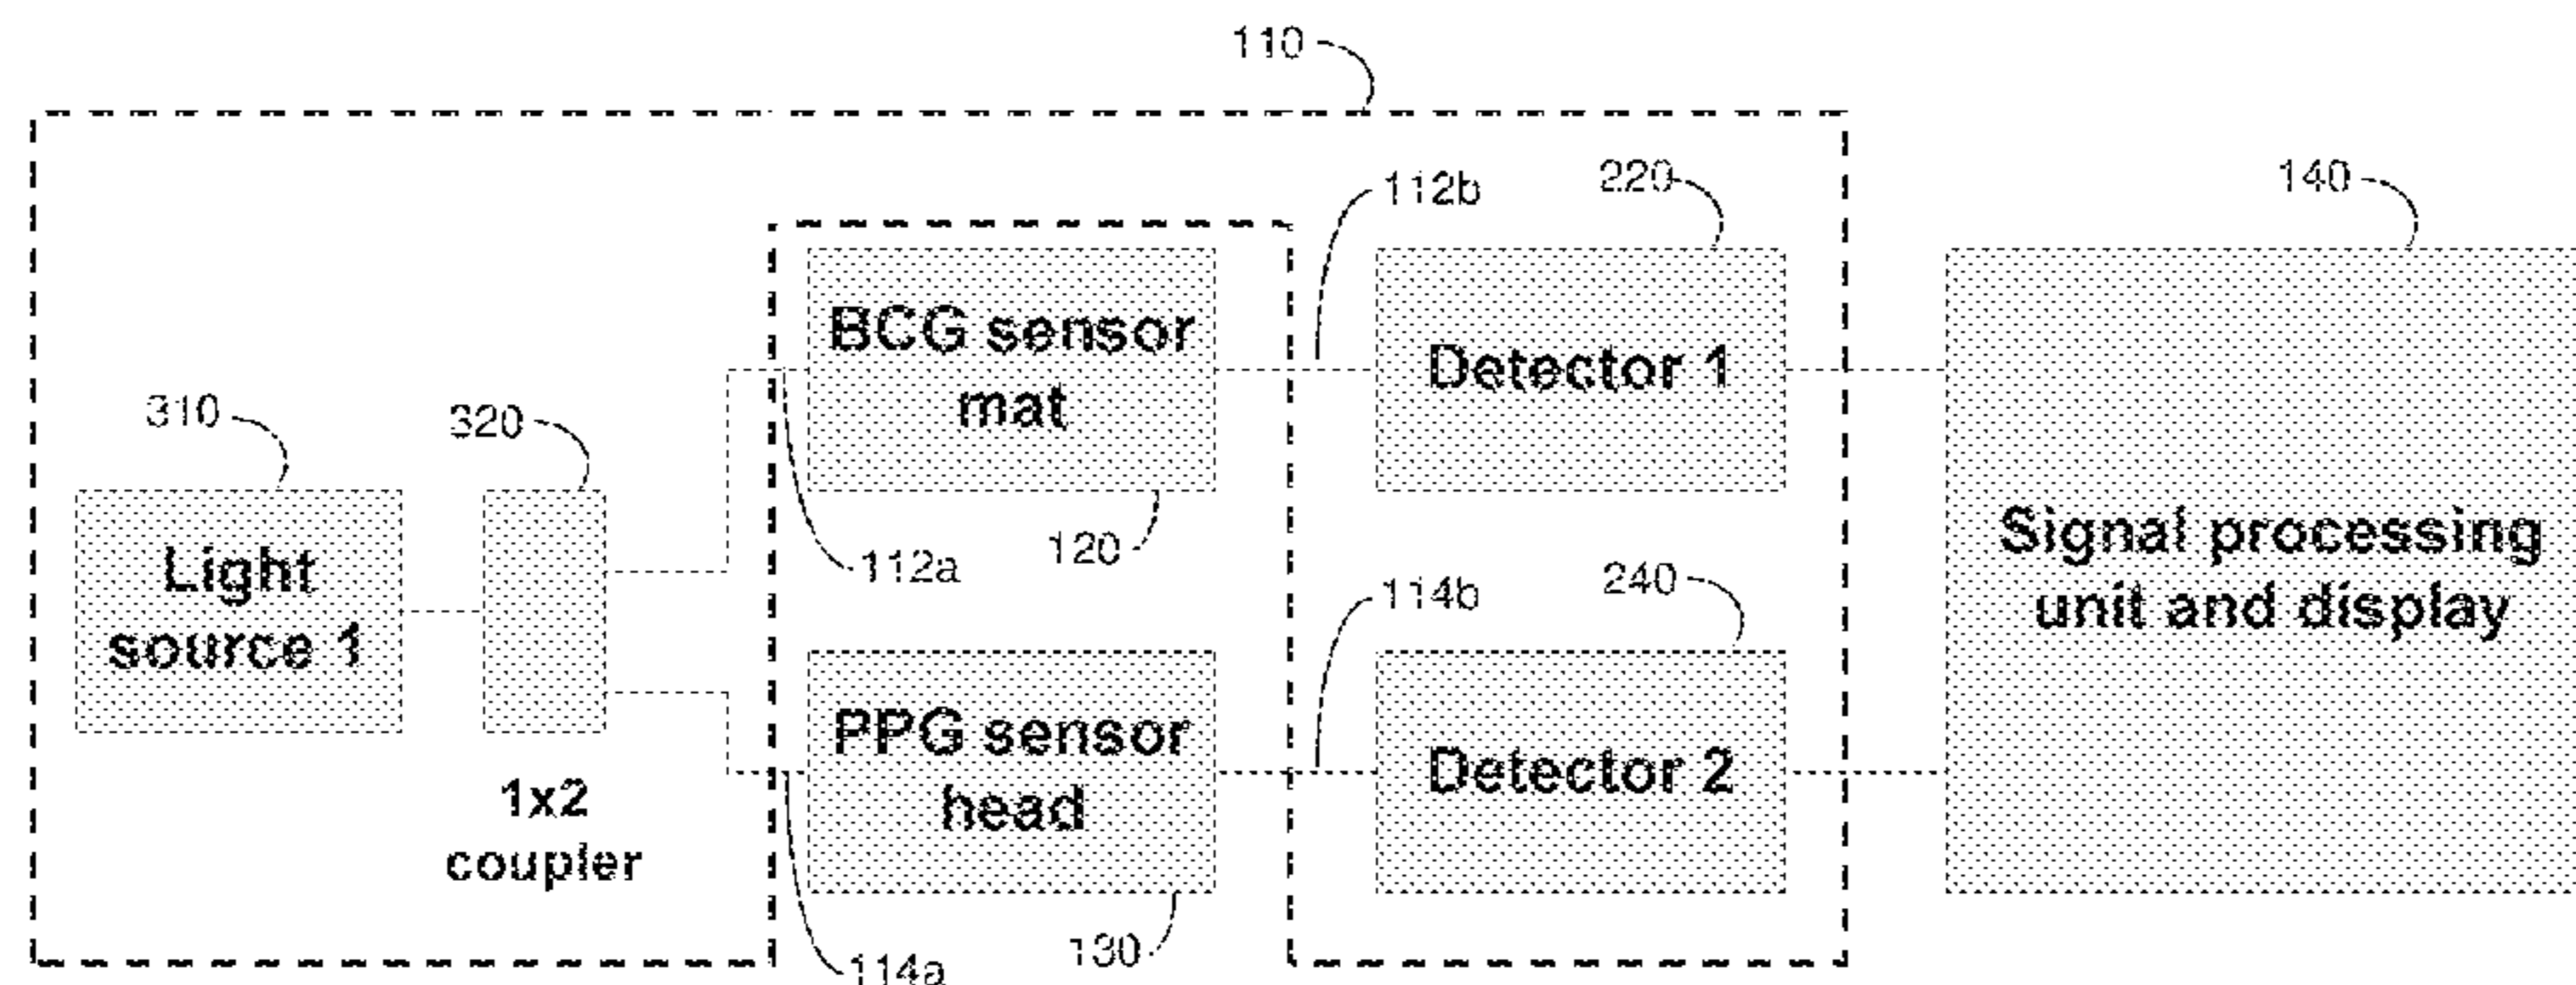 110
112b
220
140
BCG sensor
mat
Detector 1
310
320
120
112a
Light
source 1
Signal processing
unit and display
114b
240
PPG sensor
head
Detector 2
1x2
coupler
130
114a